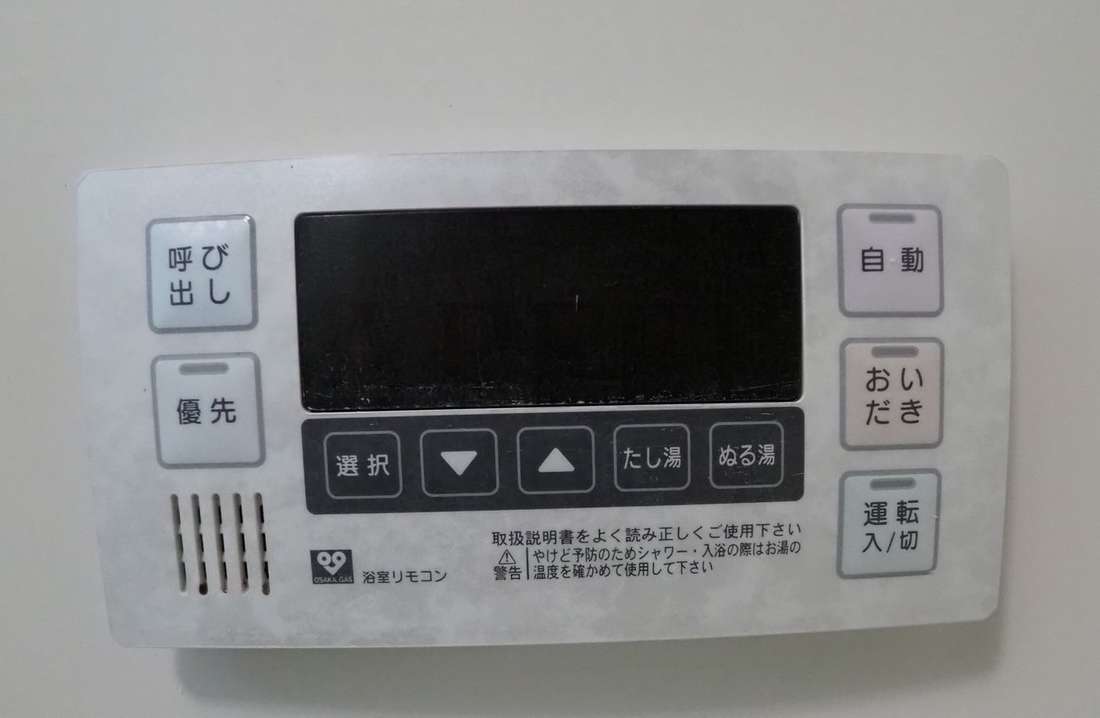 呼び
出し
自動
優先
おい
だき
選択
▼
▲
たし湯
ぬる湯
運転
入/切
取扱説明書をよく読み正しくご使用下さい
警告
やけど予防のためシャワー・入浴の際はお湯の
温度を確かめて使用して下さい
OSAKA GAS
浴室リモコン